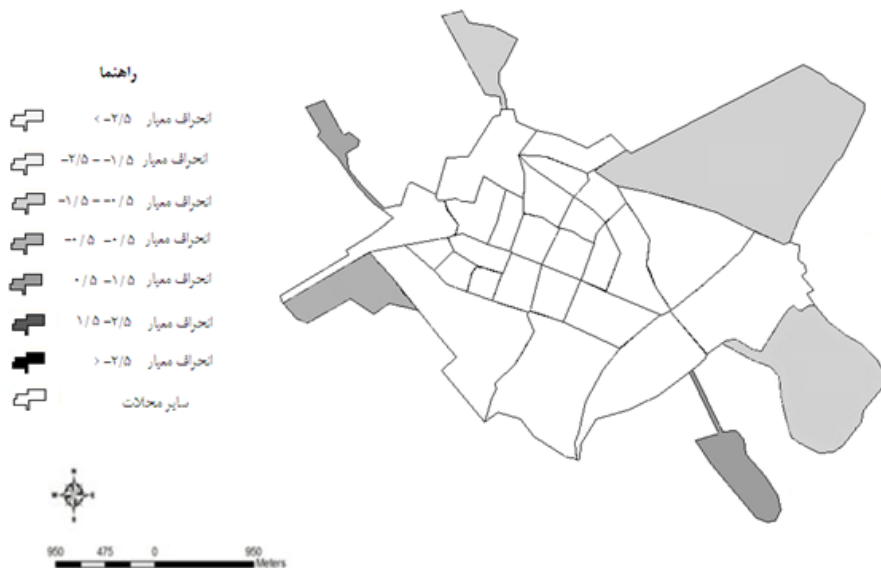 راهنما
انحراف معیار ۲/۵- >
انحراف معیار ۱/۵- – ۲/۵-
انحراف معیار ۰/۵- – ۱/۵-
انحراف معیار ۰/۵- ۰/۵-
انحراف معیار ۱/۵- ۰/۵
انحراف معیار ۲/۵- ۱/۵
انحراف معیار ۲/۵- <
سایر محلات
950 475 0 950
Meters